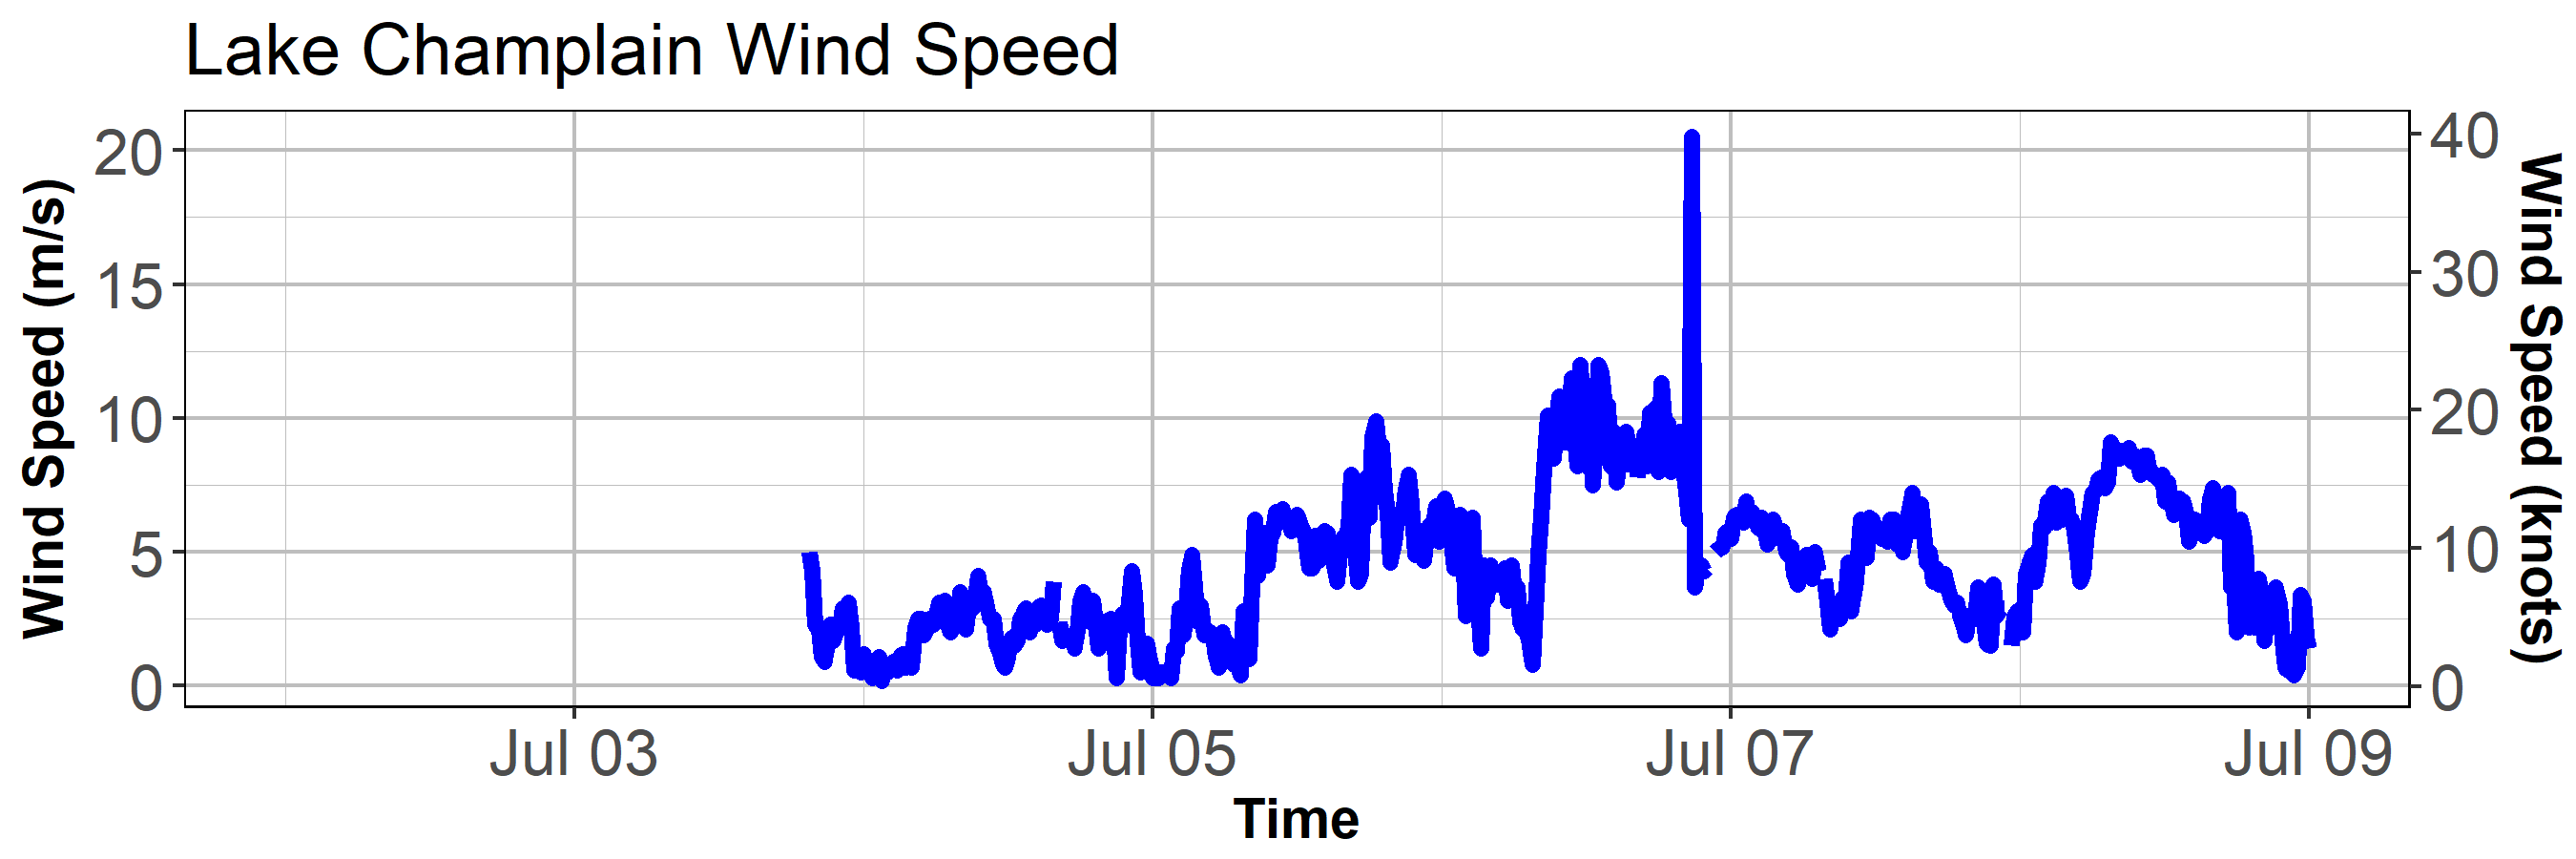 Lake Champlain Wind Speed
Wind Speed (m/s)
20
15
10
5
0
40
30
20
10
0
Wind Speed (knots)
Jul 03
Jul 05
Jul 07
Jul 09
Time